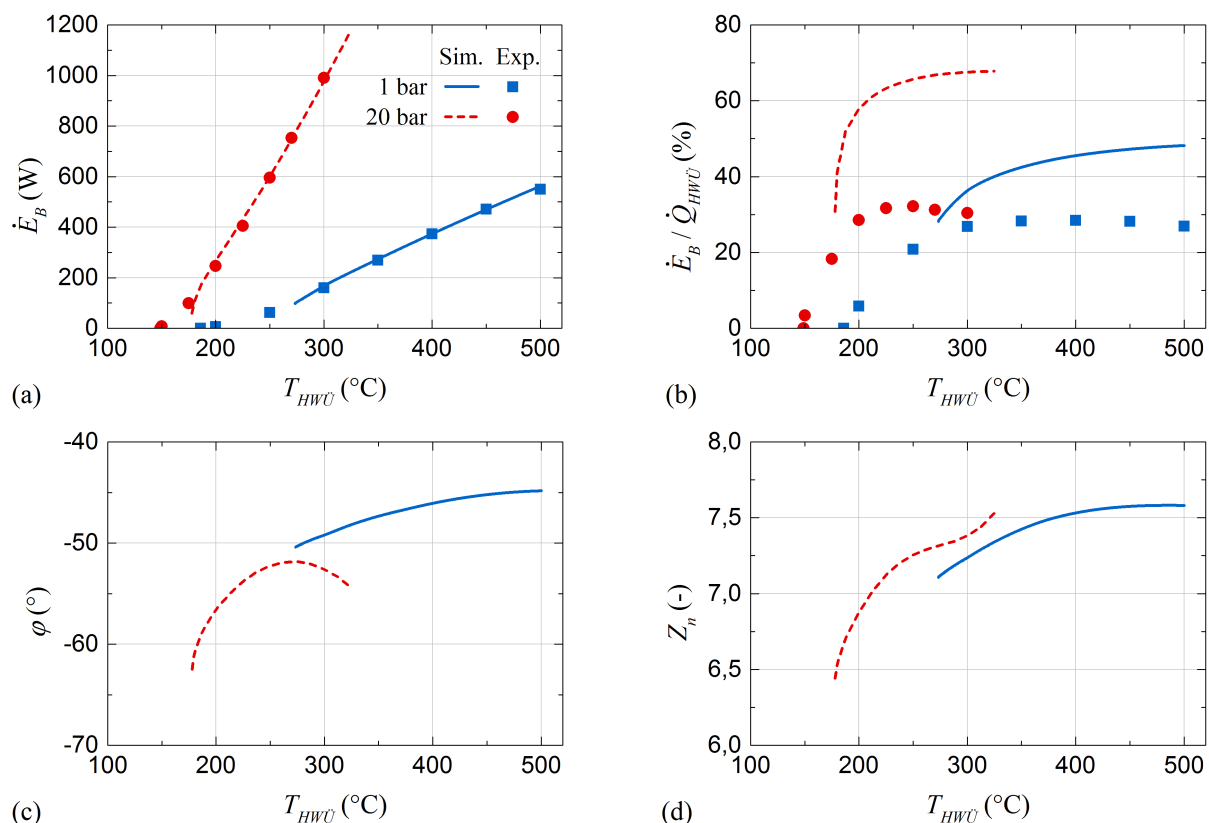 1200
1000
800
600
400
200
0
100 200 300 400 500
Ė_B (W)
T_HWÜ (°C)
Sim. Exp.
1 bar
20 bar
(a)
80
60
40
20
0
100 200 300 400 500
Ė_B / Q̇_HWÜ (%)
T_HWÜ (°C)
(b)
-40
-50
-60
-70
100 200 300 400 500
φ (°)
T_HWÜ (°C)
(c)
8,0
7,5
7,0
6,5
6,0
100 200 300 400 500
Z_n (-)
T_HWÜ (°C)
(d)